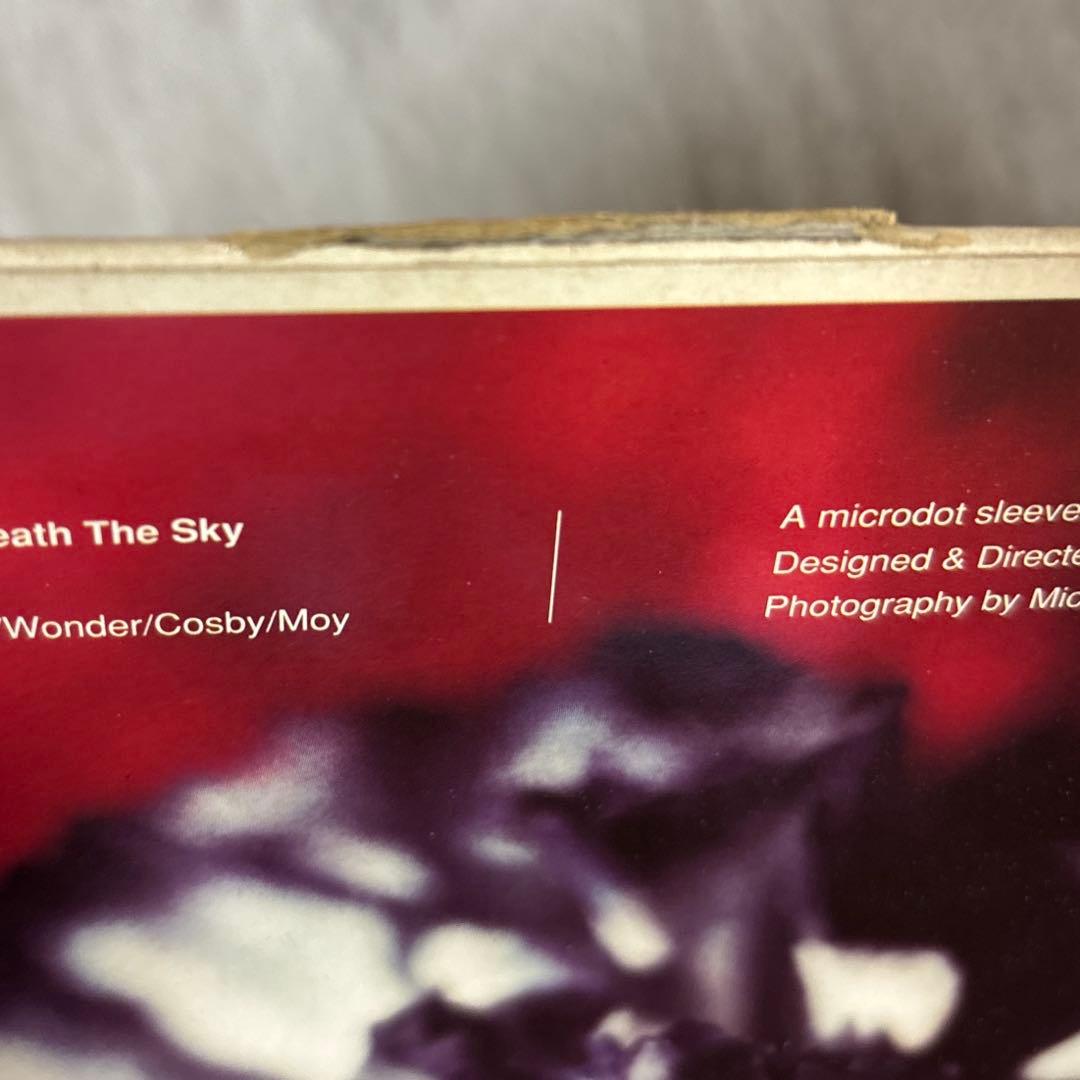 eath The Sky
/Wonder/Cosby/Moy
A microdot sleeve
Designed & Directe
Photography by Mic